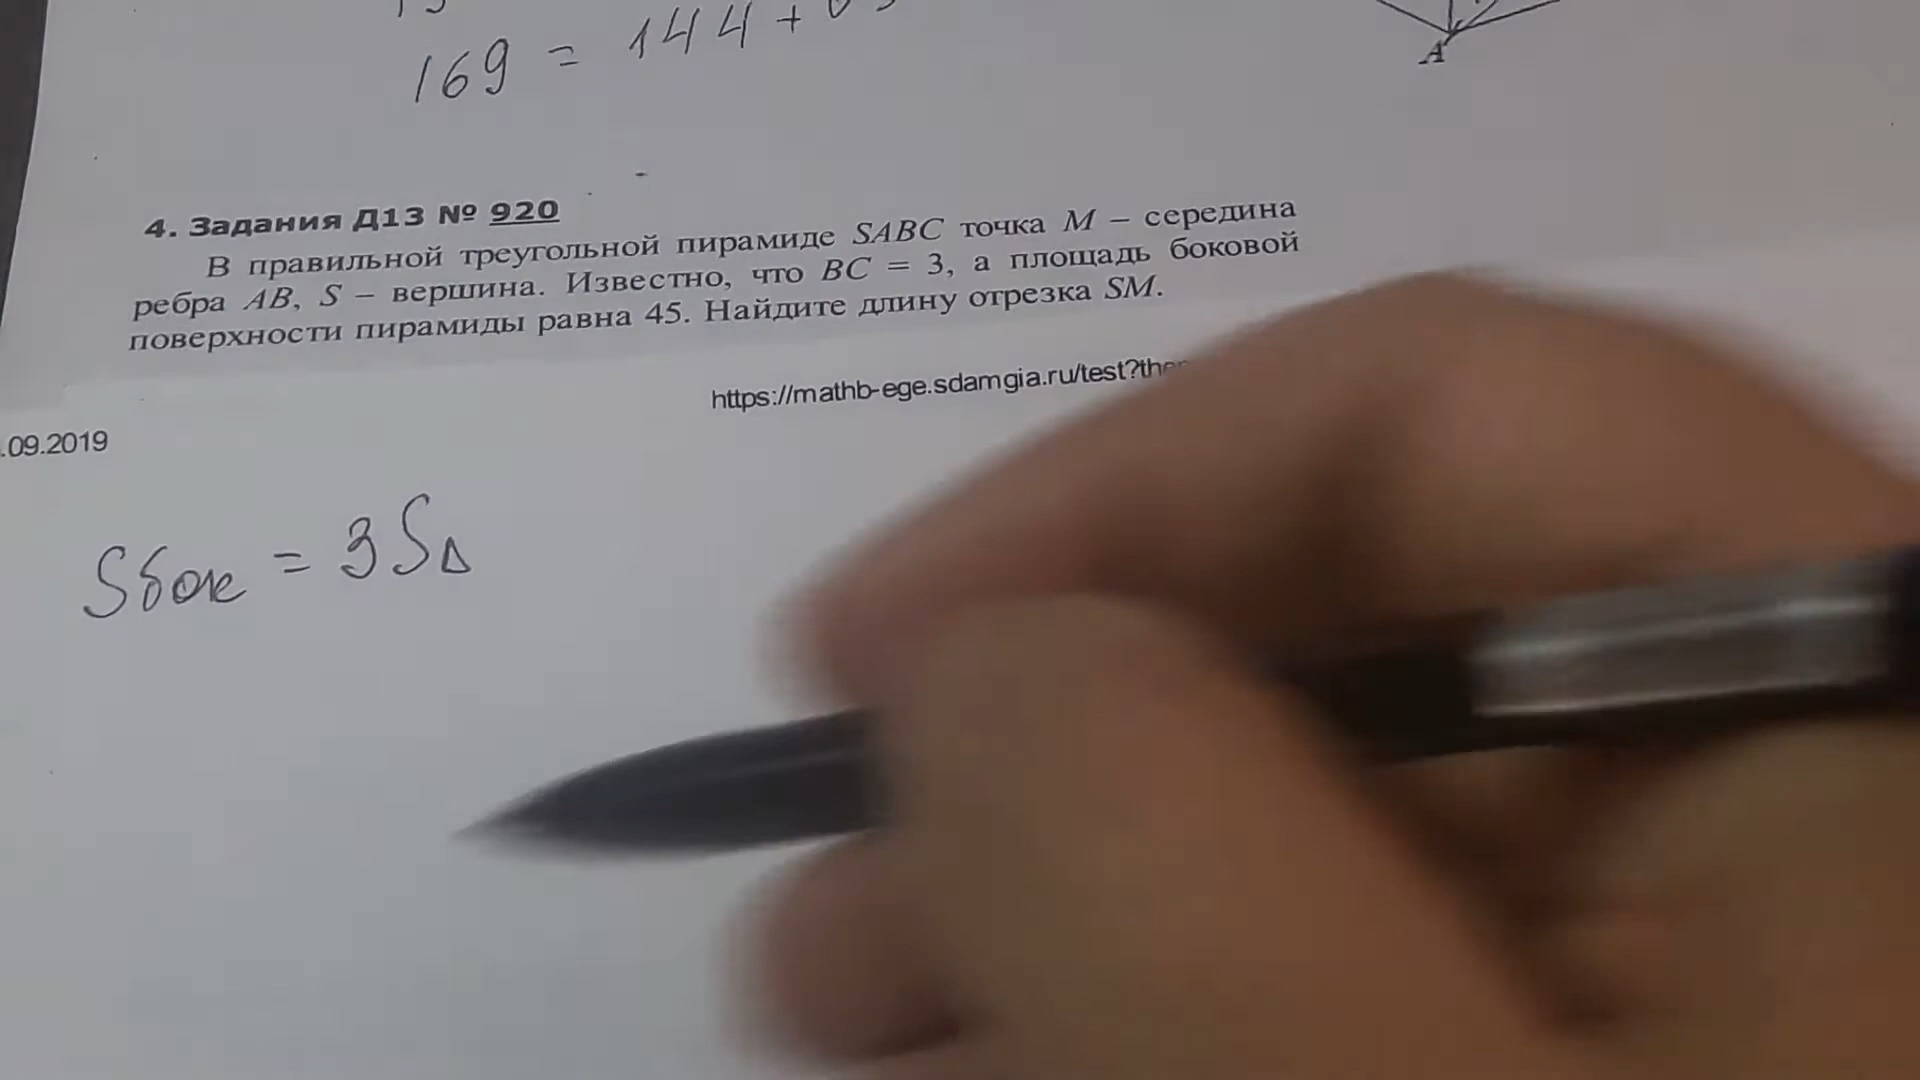 169 = 144 +
A
4. Задания Д13 № 920
В правильной треугольной пирамиде SABC точка M – середина
ребра AB, S – вершина. Известно, что BC = 3, а площадь боковой
поверхности пирамиды равна 45. Найдите длину отрезка SM.
https://mathb-ege.sdamgia.ru/test?the
.09.2019
Sбок = 3S∆